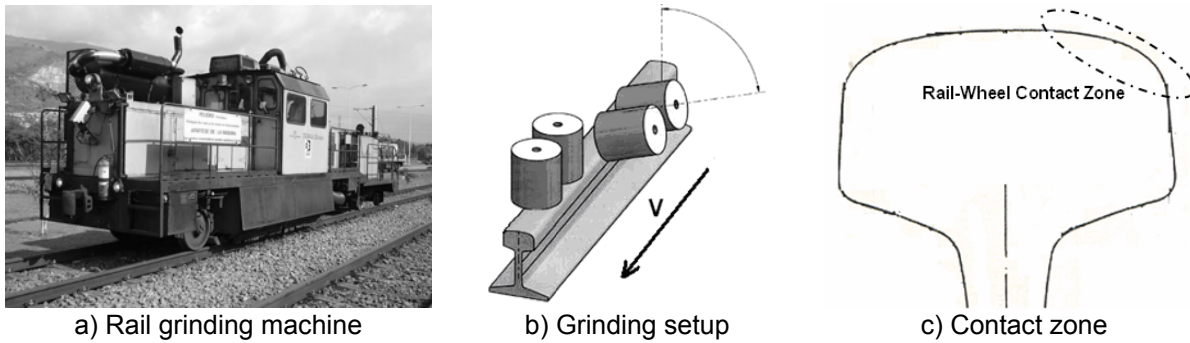 V
Rail-Wheel Contact Zone
a) Rail grinding machine
b) Grinding setup
c) Contact zone